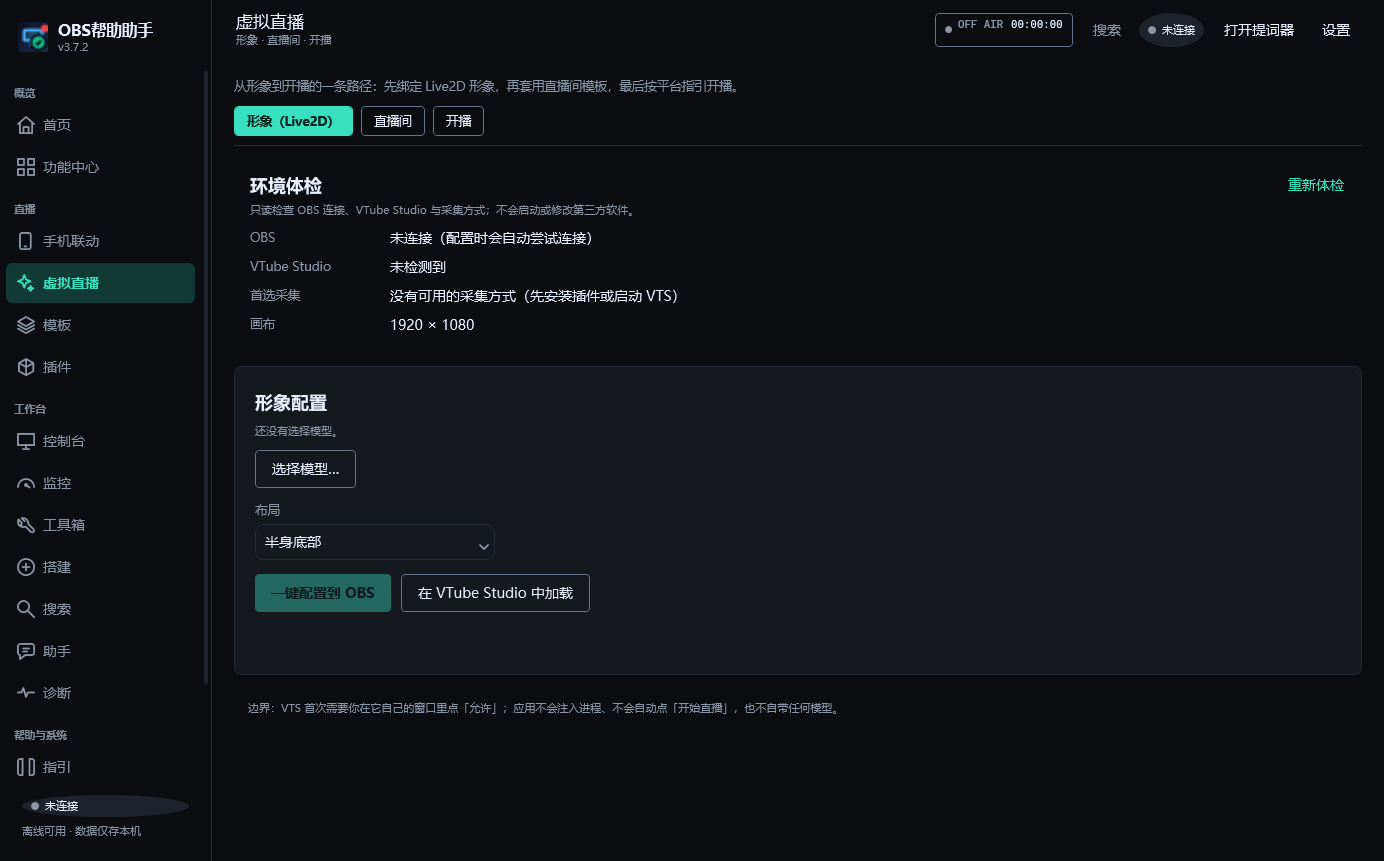 OBS帮助助手
v3.7.2
概览
首页
功能中心
直播
手机联动
虚拟直播
模板
插件
工作台
控制台
监控
工具箱
搭建
搜索
助手
诊断
帮助与系统
指引
未连接
离线可用 · 数据仅存本机
虚拟直播
形象 · 直播间 · 开播
OFF AIR 00:00:00
搜索
未连接
打开提词器
设置
从形象到开播的一条路径：先绑定 Live2D 形象，再套用直播间模板，最后按平台指引开播。
形象（Live2D）
直播间
开播
环境体检
重新体检
只读检查 OBS 连接、VTube Studio 与采集方式；不会启动或修改第三方软件。
OBS 未连接（配置时会自动尝试连接）
VTube Studio 未检测到
首选采集 没有可用的采集方式（先安装插件或启动 VTS）
画布 1920 × 1080
形象配置
还没有选择模型。
选择模型...
布局
半身底部
一键配置到 OBS
在 VTube Studio 中加载
边界：VTS 首次需要你在它自己的窗口里点「允许」；应用不会注入进程、不会自动点「开始直播」，也不自带任何模型。